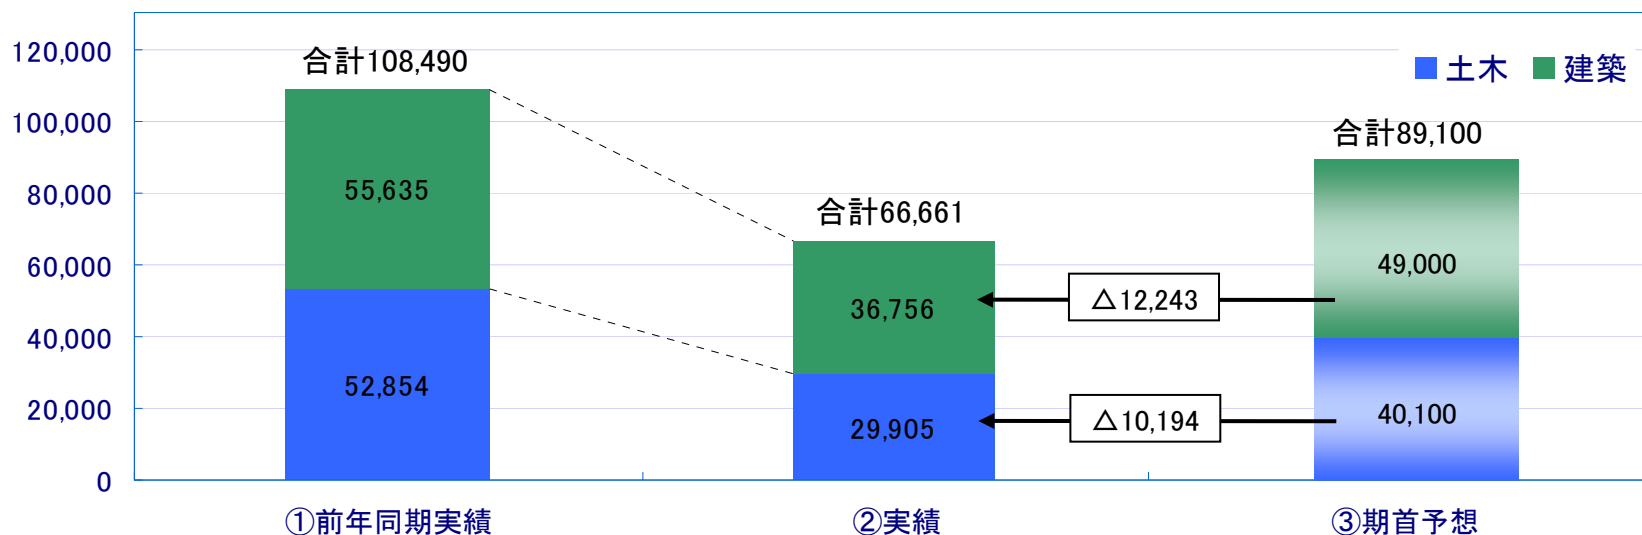 120,000
100,000
80,000
60,000
40,000
20,000
0
土木
建築
合計108,490
55,635
52,854
合計66,661
36,756
29,905
△12,243
△10,194
合計89,100
49,000
40,100
①前年同期実績
②実績
③期首予想